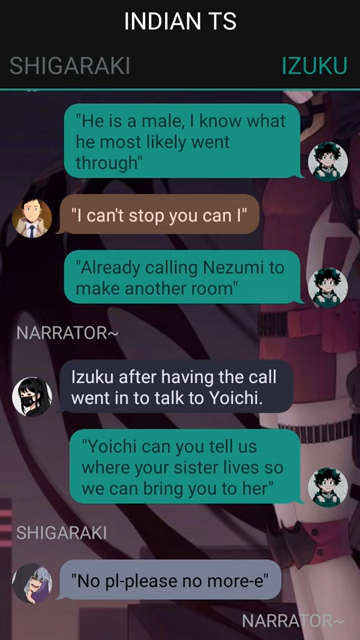 INDIAN TS
SHIGARAKI
IZUKU
"He is a male, I know what
he most likely went
through"
"I can't stop you can I"
"Already calling Nezumi to
make another room"
NARRATOR~
Izuku after having the call
went in to talk to Yoichi.
"Yoichi can you tell us
where your sister lives so
we can bring you to her"
SHIGARAKI
"No pl-please no more-e"
NARRATOR~